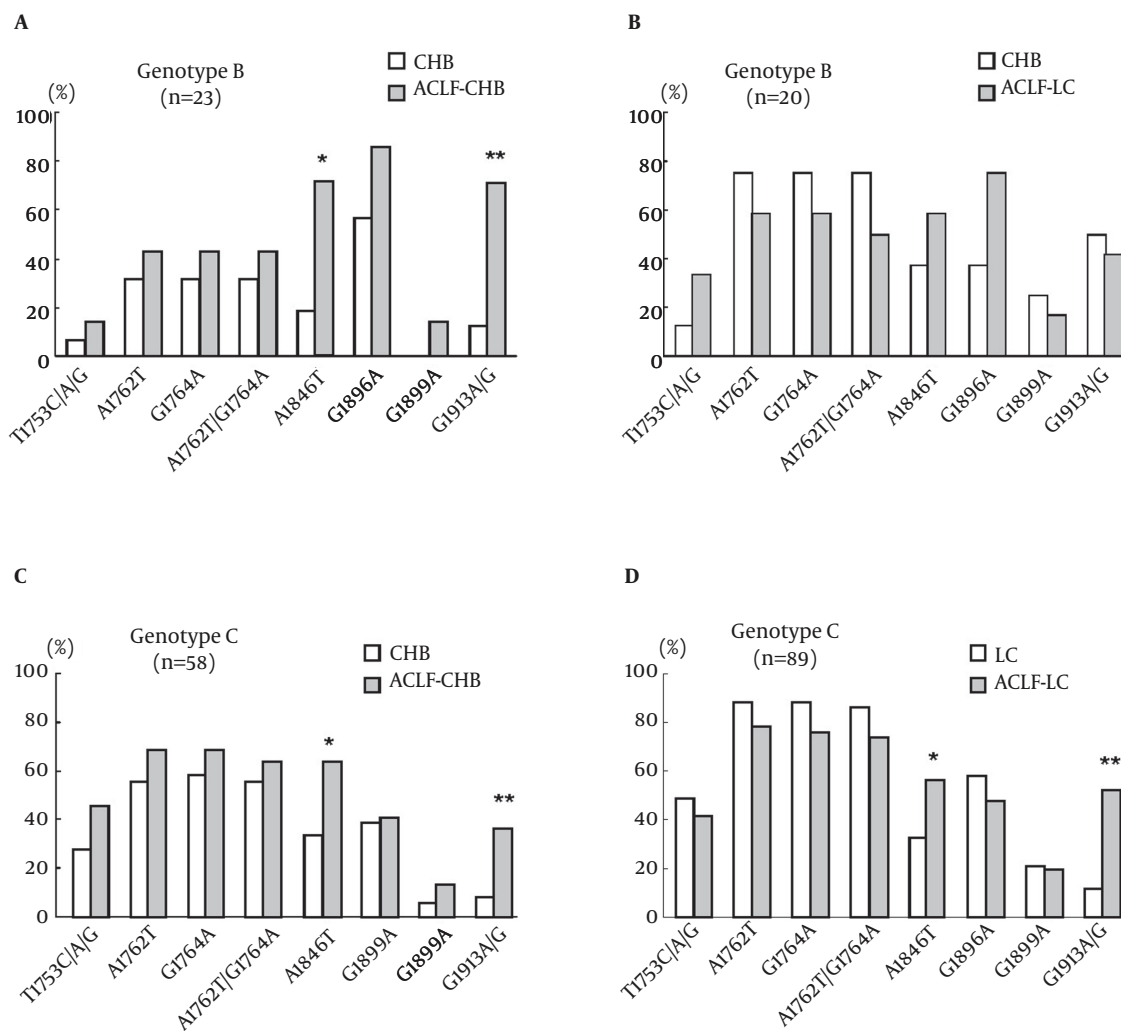 A
Genotype B
(n=23)
CHB
ACLF-CHB
(%)
100
80
60
40
20
0
*
**
T1753C/A/G
A1762T
G1764A
A1762T/G1764A
A1846T
G1896A
G1899A
G1913A/G
B
Genotype B
(n=20)
CHB
ACLF-LC
(%)
100
80
60
40
20
0
T1753C/A/G
A1762T
G1764A
A1762T/G1764A
A1846T
G1896A
G1899A
G1913A/G
C
Genotype C
(n=58)
CHB
ACLF-CHB
(%)
100
80
60
40
20
0
*
**
T1753C/A/G
A1762T
G1764A
A1762T/G1764A
A1846T
G1899A
G1899A
G1913A/G
D
Genotype C
(n=89)
LC
ACLF-LC
(%)
100
80
60
40
20
0
*
**
T1753C/A/G
A1762T
G1764A
A1762T/G1764A
A1846T
G1896A
G1899A
G1913A/G